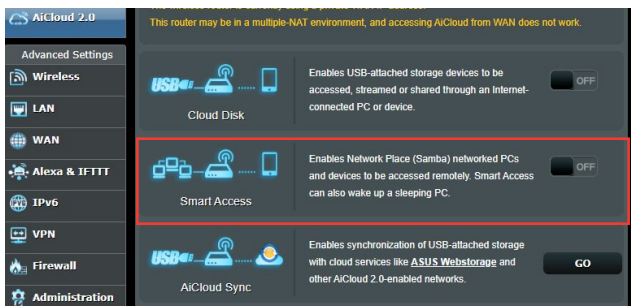 AiCloud 2.0
This router may be in a multiple-NAT environment, and accessing AiCloud from WAN does not work.
Advanced Settings
Wireless
LAN
WAN
Alexa & IFTTT
IPv6
VPN
Firewall
Administration
USB
Cloud Disk
Enables USB-attached storage devices to be
accessed, streamed or shared through an Internet-
connected PC or device.
OFF
Smart Access
Enables Network Place (Samba) networked PCs
and devices to be accessed remotely. Smart Access
can also wake up a sleeping PC.
OFF
USB
AiCloud Sync
Enables synchronization of USB-attached storage
with cloud services like ASUS Webstorage and
other AiCloud 2.0-enabled networks.
GO